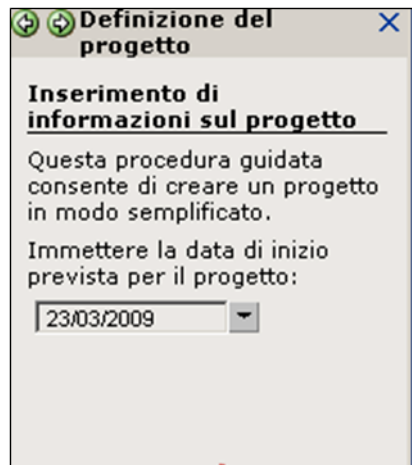 Definizione del
progetto
Inserimento di
informazioni sul progetto
Questa procedura guidata
consente di creare un progetto
in modo semplificato.
Immettere la data di inizio
prevista per il progetto:
23/03/2009